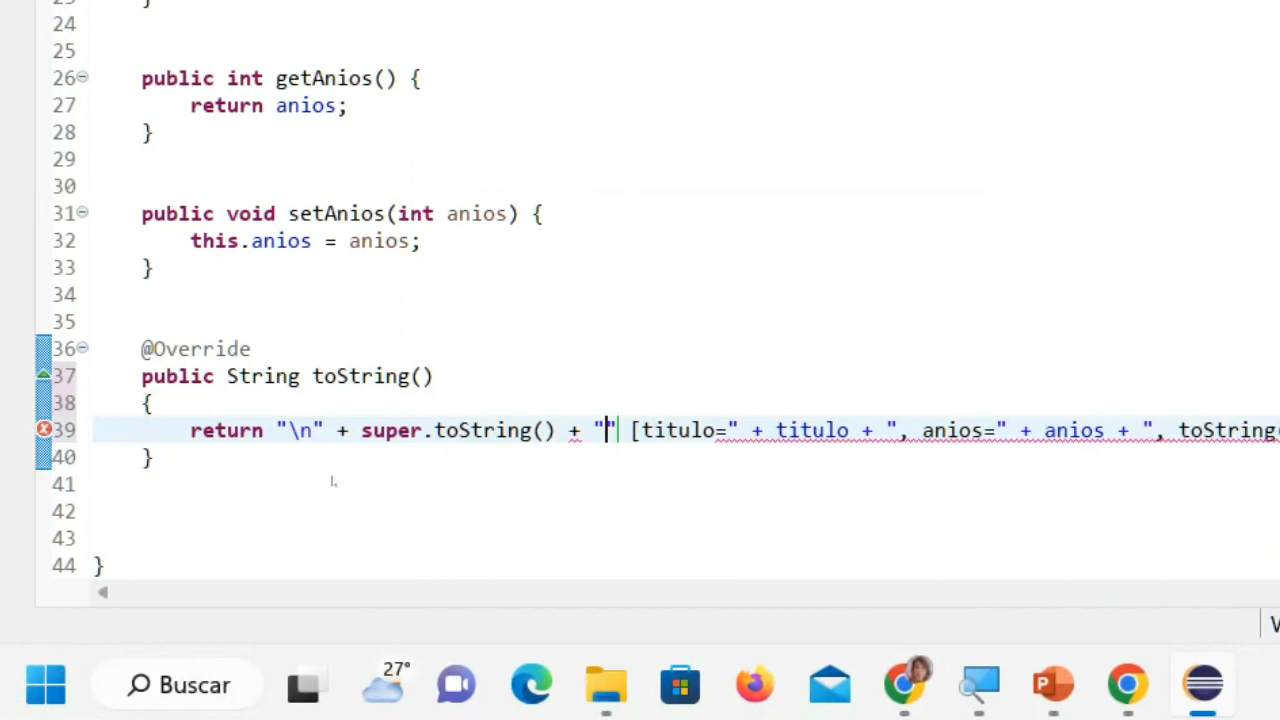 23 }
24
25
26 public int getAnios() {
27 return anios;
28 }
29
30
31 public void setAnios(int anios) {
32 this.anios = anios;
33 }
34
35
36 @Override
37 public String toString()
38 {
39 return "\n" + super.toString() + "" [titulo=" + titulo + ", anios=" + anios + ", toString(
40 }
41
42
43
44 }
27°
Buscar